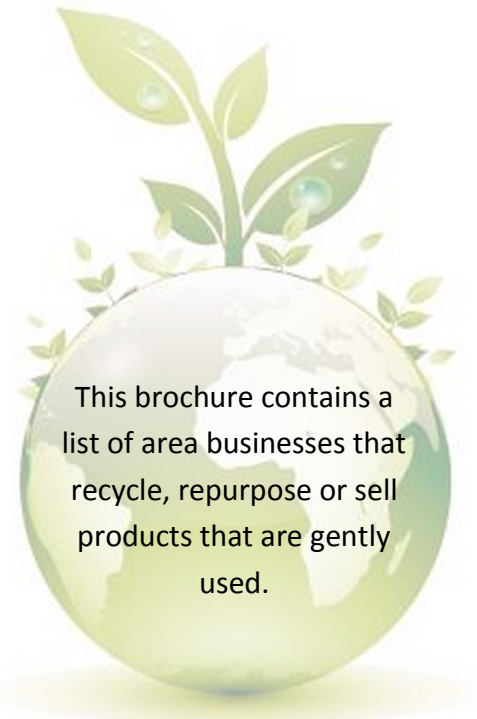 This brochure contains a
list of area businesses that
recycle, repurpose or sell
products that are gently
used.